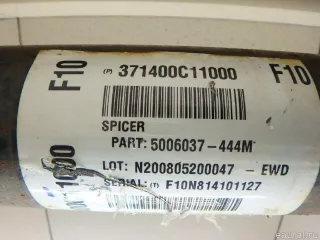 F10
(P) 371400C11000
F10
SPICER
PART: 5006037-444M
LOT: N200805200047 - EWD
SERIAL: (T) F10N814101127